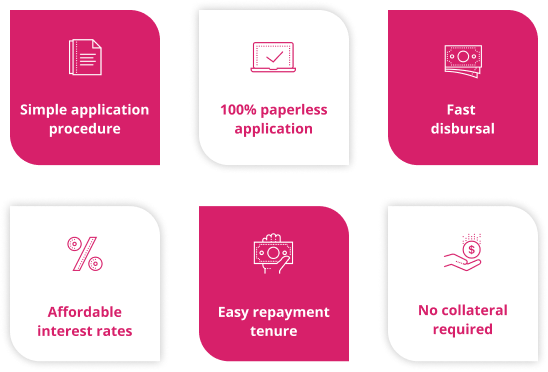 Simple application
procedure
100% paperless
application
Fast
disbursal
Affordable
interest rates
Easy repayment
tenure
$
No collateral
required